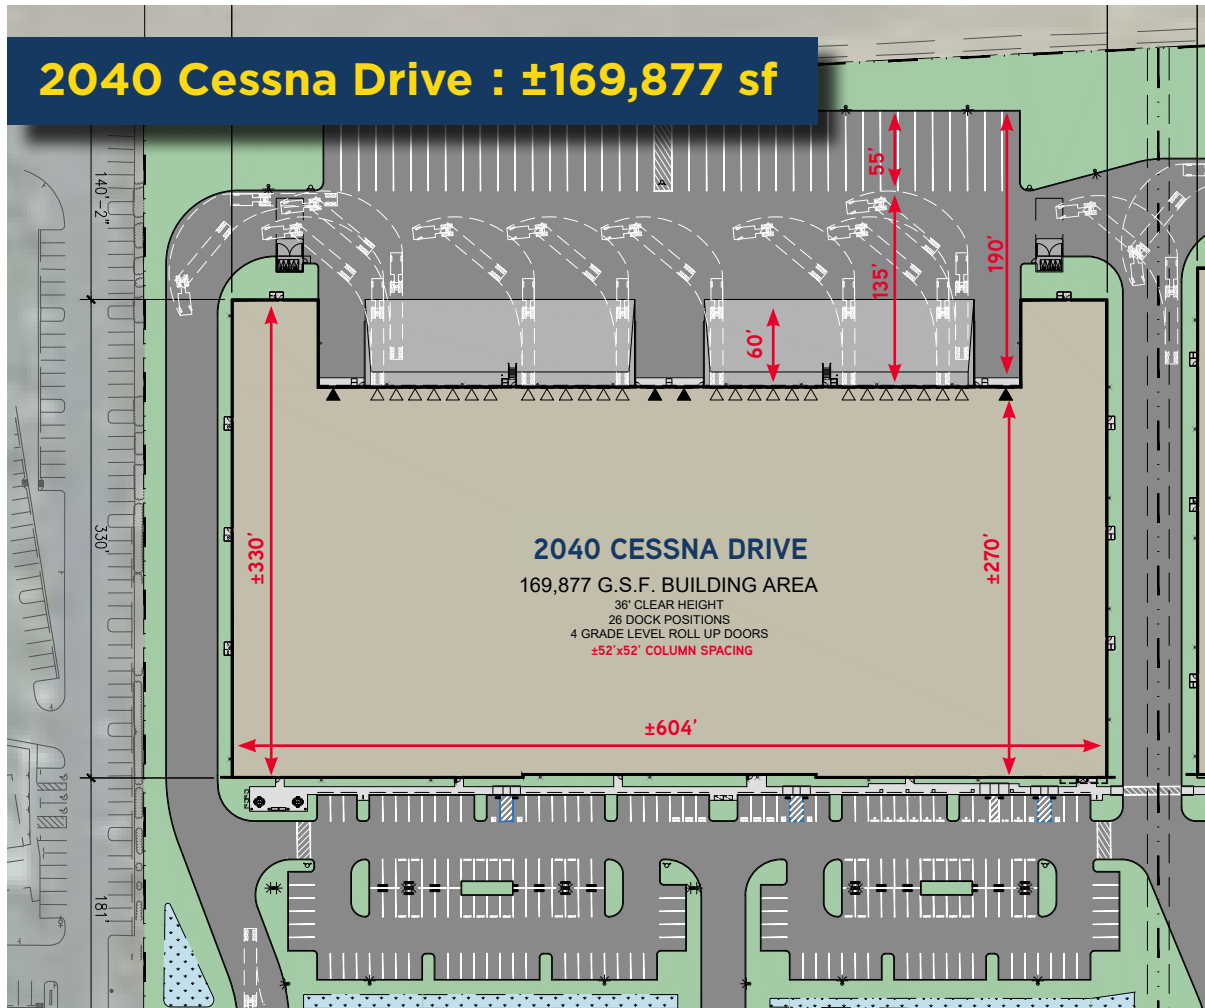 2040 Cessna Drive : ±169,877 sf
140'-2"
55'
135'
190'
60'
330'
±330'
±270'
2040 CESSNA DRIVE
169,877 G.S.F. BUILDING AREA
36' CLEAR HEIGHT
26 DOCK POSITIONS
4 GRADE LEVEL ROLL UP DOORS
±52'x52' COLUMN SPACING
±604'
181'